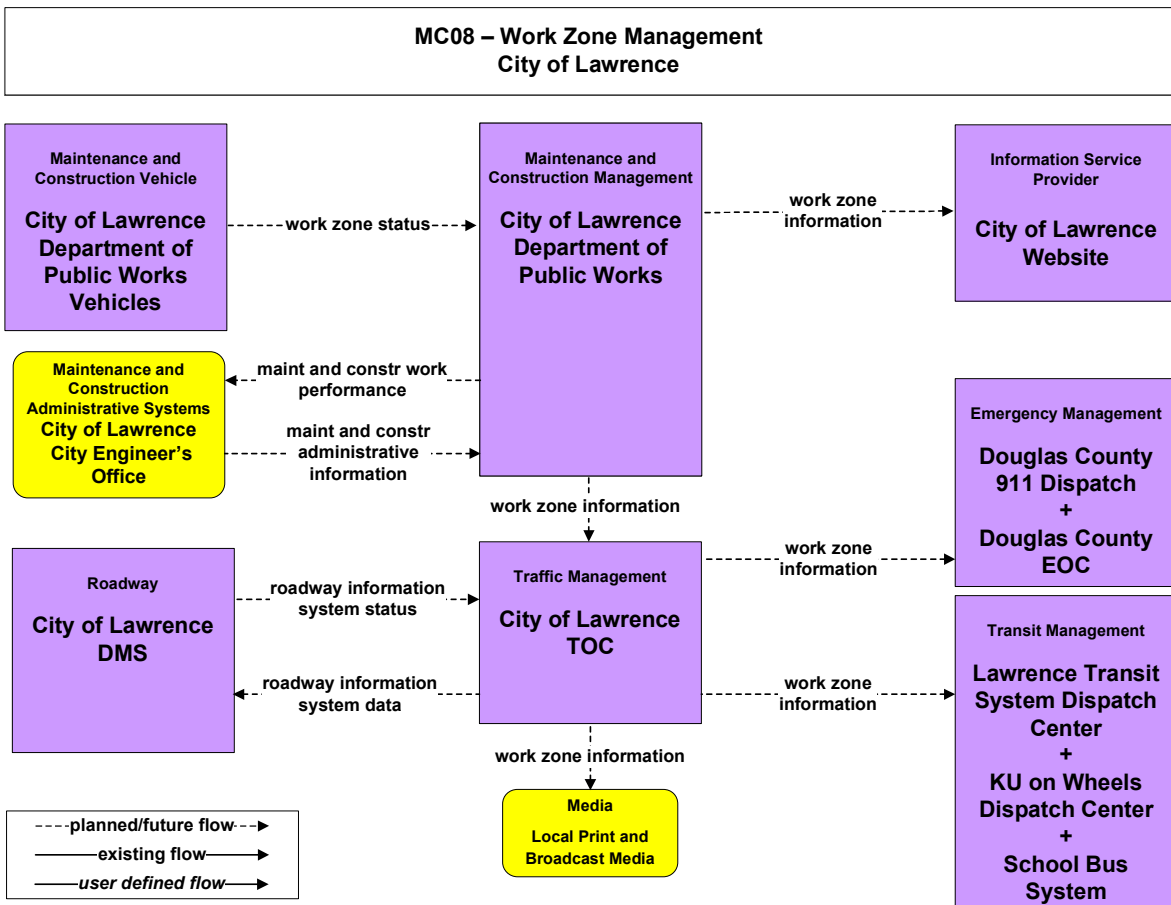 MC08 – Work Zone Management
City of Lawrence
Maintenance and
Construction Vehicle
City of Lawrence
Department of
Public Works
Vehicles
work zone status
Maintenance and
Construction Management
City of Lawrence
Department of
Public Works
work zone
information
Information Service
Provider
City of Lawrence
Website
Maintenance and
Construction
Administrative Systems
City of Lawrence
City Engineer's
Office
maint and constr work
performance
maint and constr
administrative
information
work zone information
Emergency Management
Douglas County
911 Dispatch
+
Douglas County
EOC
Roadway
City of Lawrence
DMS
roadway information
system status
roadway information
system data
Traffic Management
City of Lawrence
TOC
work zone
information
work zone
information
Transit Management
Lawrence Transit
System Dispatch
Center
+
KU on Wheels
Dispatch Center
+
School Bus
System
work zone information
Media
Local Print and
Broadcast Media
planned/future flow
existing flow
user defined flow